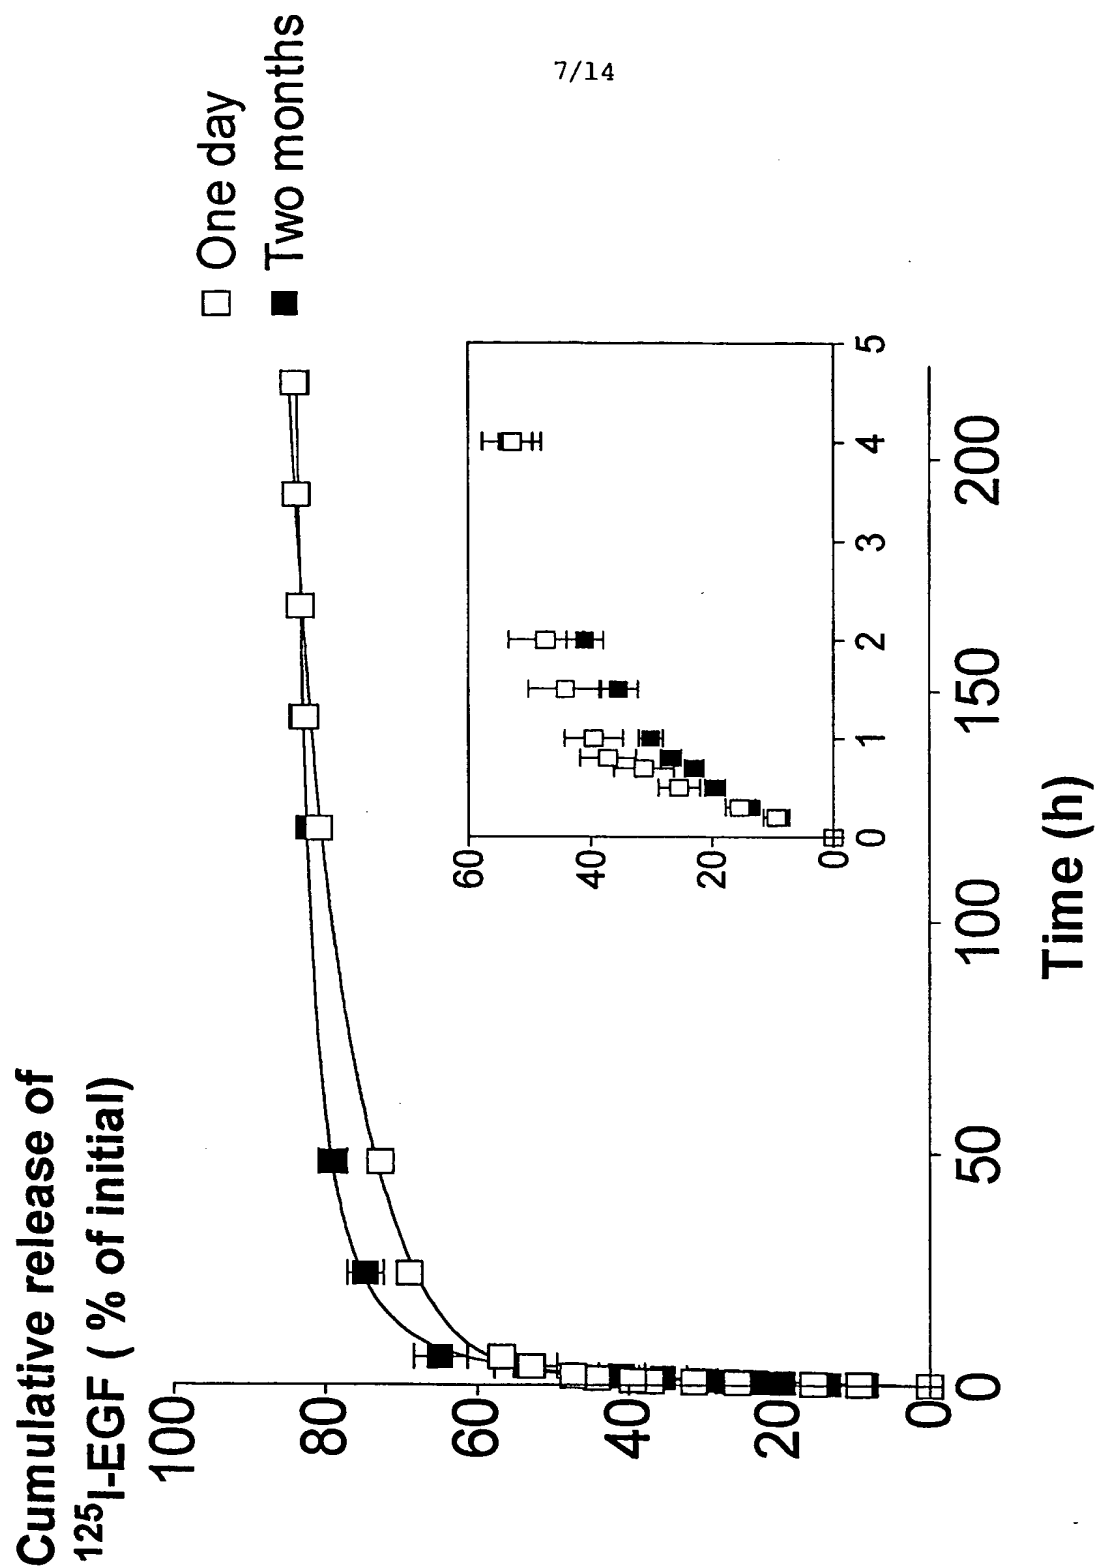 7/14
Cumulative release of
¹²⁵I-EGF ( % of initial)
□ One day
■ Two months
100
80
60
40
20
0
0 50 100 150 200
Time (h)
60
40
20
0
0 1 2 3 4 5